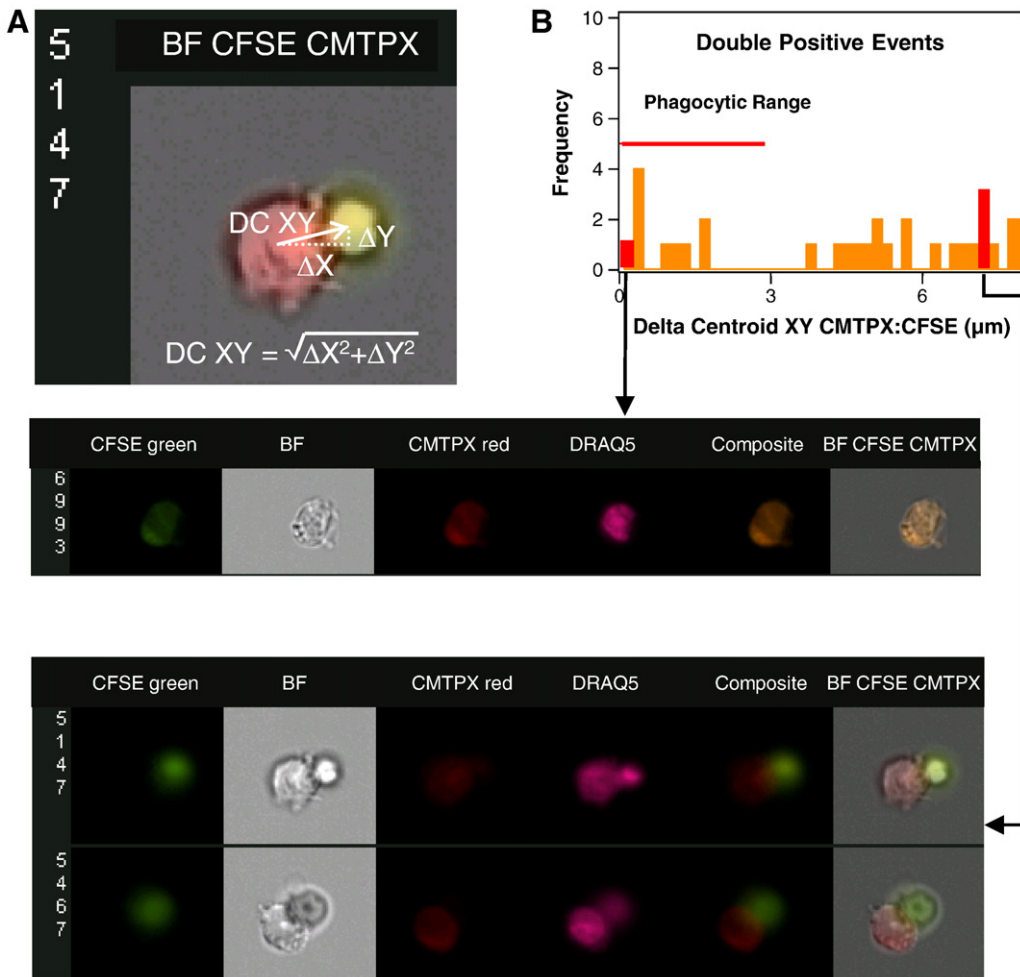 A
5
1
4
7
BF CFSE CMTPX
DC XY
ΔY
ΔX
DC XY = √ΔX²+ΔY²
B
Double Positive Events
Phagocytic Range
Frequency
10
8
6
4
2
0
0 3 6
Delta Centroid XY CMTPX:CFSE (µm)
CFSE green BF CMTPX red DRAQ5 Composite BF CFSE CMTPX
6
9
9
3
CFSE green BF CMTPX red DRAQ5 Composite BF CFSE CMTPX
5
1
4
7
5
4
6
7